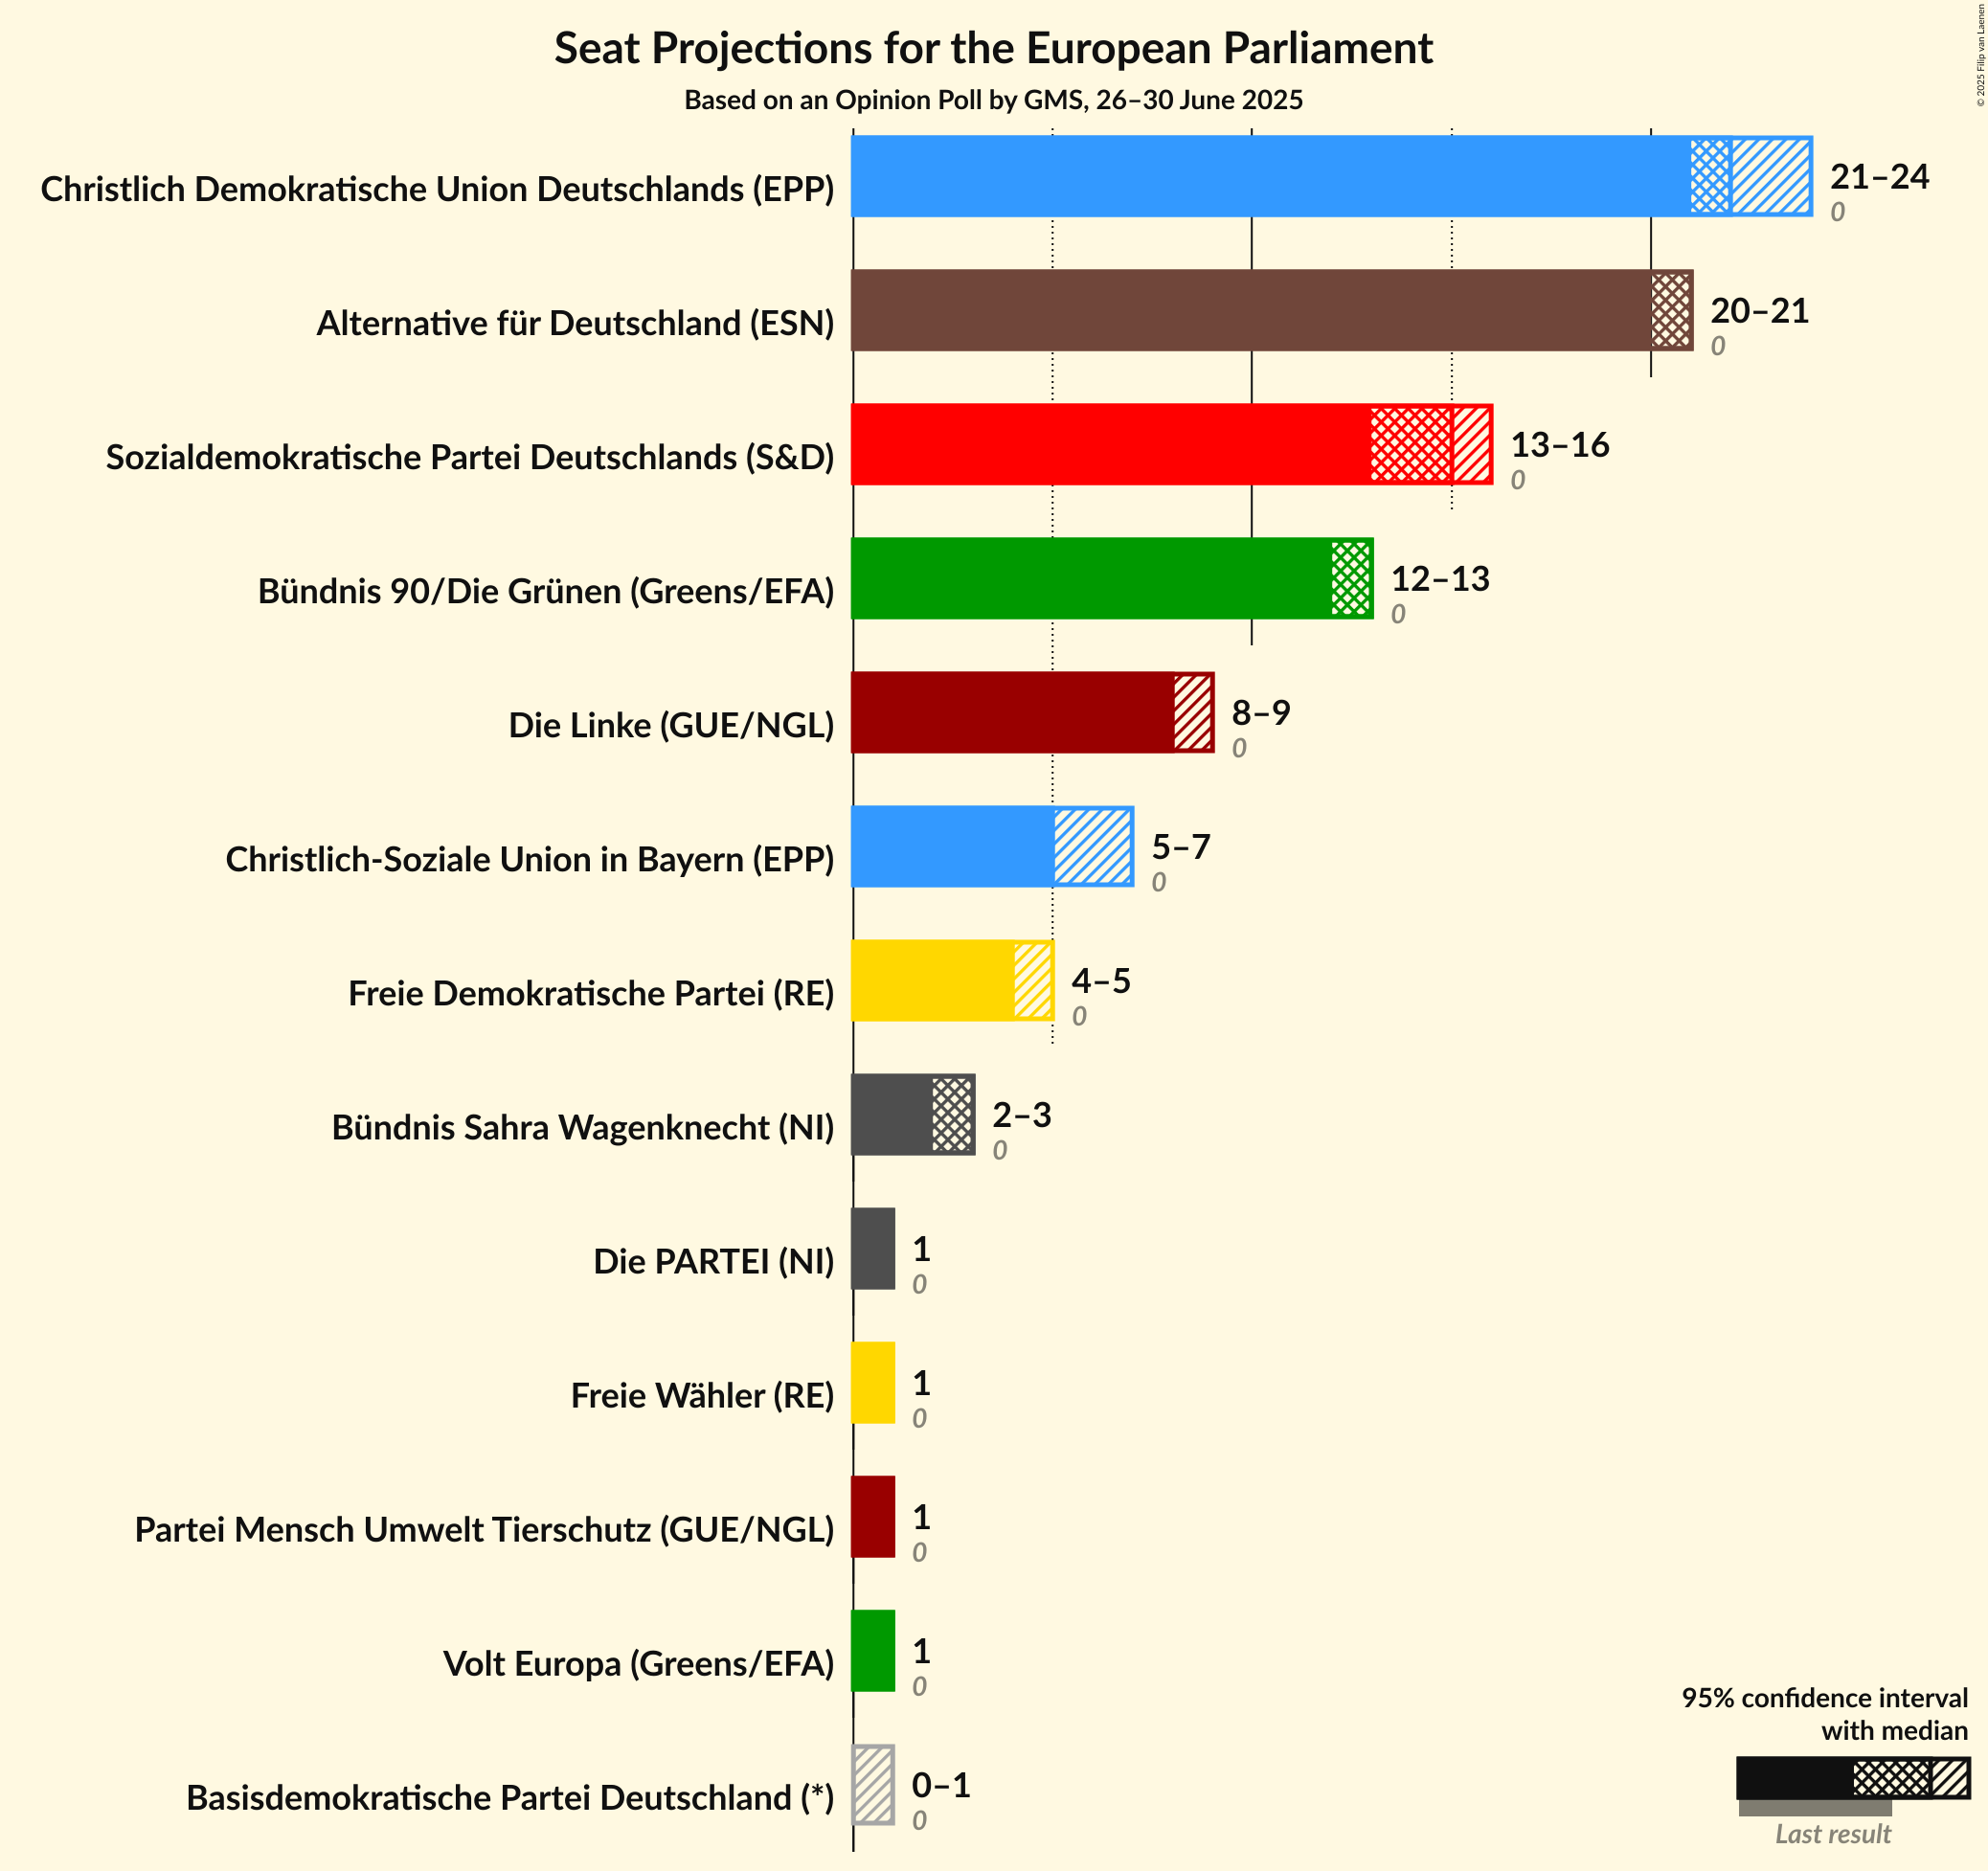 Seat Projections for the European Parliament
Based on an Opinion Poll by GMS, 26–30 June 2025
© 2025 Filip van Laenen
Christlich Demokratische Union Deutschlands (EPP)
21–24
0
Alternative für Deutschland (ESN)
20–21
0
Sozialdemokratische Partei Deutschlands (S&D)
13–16
0
Bündnis 90/Die Grünen (Greens/EFA)
12–13
0
Die Linke (GUE/NGL)
8–9
0
Christlich-Soziale Union in Bayern (EPP)
5–7
0
Freie Demokratische Partei (RE)
4–5
0
Bündnis Sahra Wagenknecht (NI)
2–3
0
Die PARTEI (NI)
1
0
Freie Wähler (RE)
1
0
Partei Mensch Umwelt Tierschutz (GUE/NGL)
1
0
Volt Europa (Greens/EFA)
1
0
Basisdemokratische Partei Deutschland (*)
0–1
0
95% confidence interval
with median
Last result